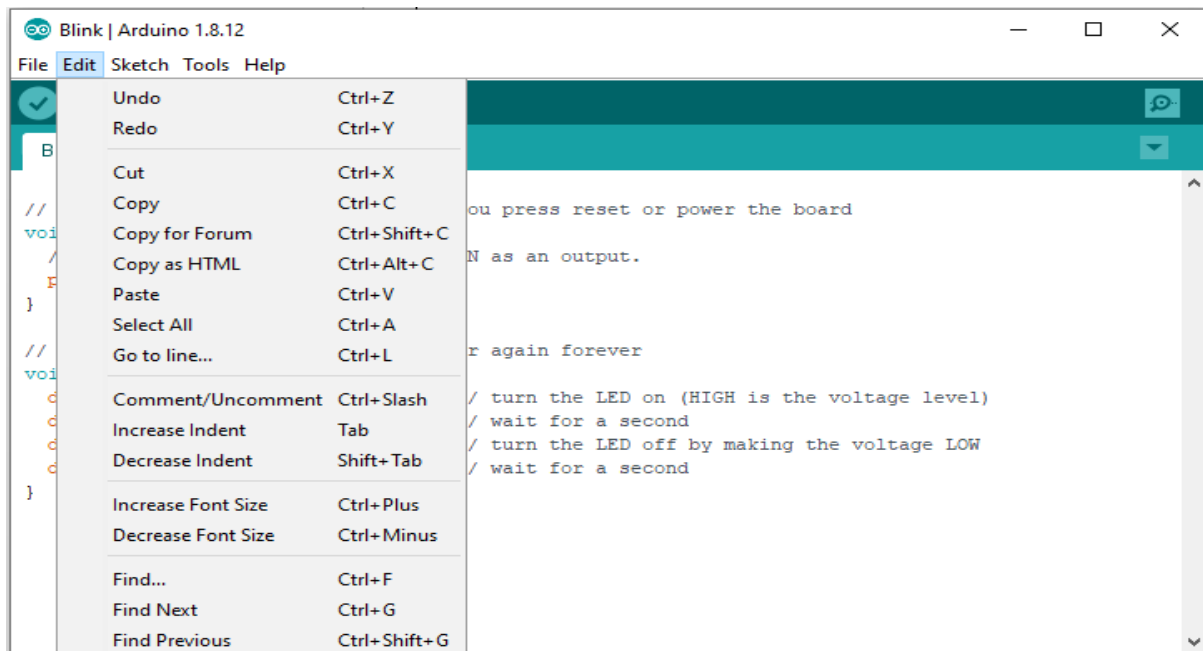 Blink | Arduino 1.8.12
File Edit Sketch Tools Help
Undo Ctrl+Z
Redo Ctrl+Y
B
Cut Ctrl+X
Copy Ctrl+C
// ou press reset or power the board
Copy for Forum Ctrl+Shift+C
voi
Copy as HTML Ctrl+Alt+C
/ N as an output.
p
Paste Ctrl+V
}
Select All Ctrl+A
Go to line... Ctrl+L
// r again forever
voi
Comment/Uncomment Ctrl+Slash
d / turn the LED on (HIGH is the voltage level)
d / wait for a second
Increase Indent Tab
d / turn the LED off by making the voltage LOW
Decrease Indent Shift+Tab
d / wait for a second
}
Increase Font Size Ctrl+Plus
Decrease Font Size Ctrl+Minus
Find... Ctrl+F
Find Next Ctrl+G
Find Previous Ctrl+Shift+G